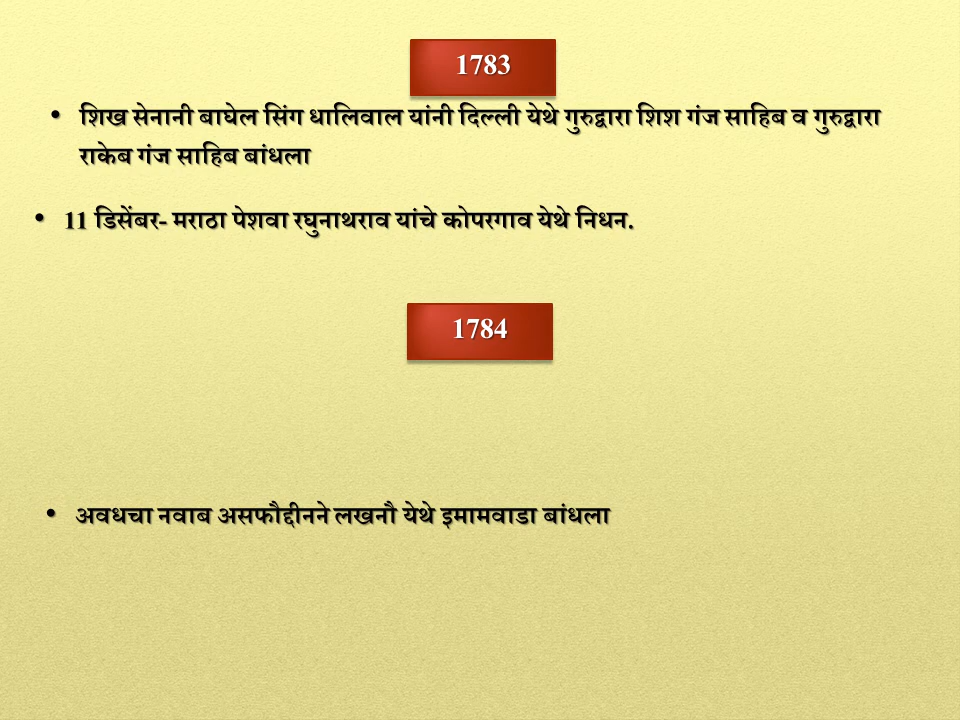 1783
• शिख सेनानी बाघेल सिंग धालिवाल यांनी दिल्ली येथे गुरुद्वारा शिश गंज साहिब व गुरुद्वारा
राकेब गंज साहिब बांधला
• 11 डिसेंबर- मराठा पेशवा रघुनाथराव यांचे कोपरगाव येथे निधन.
1784
• अवधचा नवाब असफौद्दीनने लखनौ येथे इमामवाडा बांधला